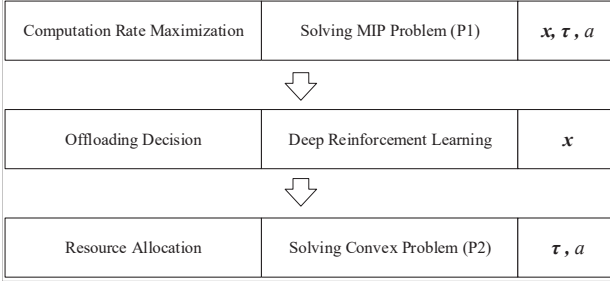 Computation Rate Maximization Solving MIP Problem (P1) x, τ , a
Offloading Decision Deep Reinforcement Learning x
Resource Allocation Solving Convex Problem (P2) τ , a